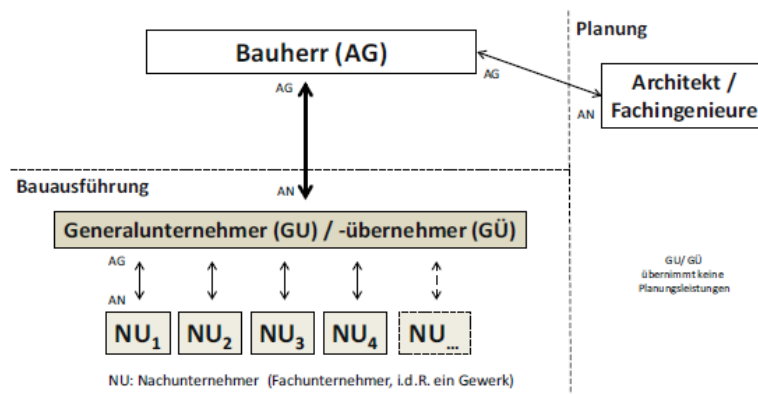 Planung
Bauherr (AG)
AG
AG
Architekt /
Fachingenieure
AN
Bauausführung
AN
Generalunternehmer (GU) / -übernehmer (GÜ)
AG
AN
GU/ GÜ
übernimmt keine
Planungsleistungen
NU1 NU2 NU3 NU4 NU...
NU: Nachunternehmer (Fachunternehmer, i.d.R. ein Gewerk)